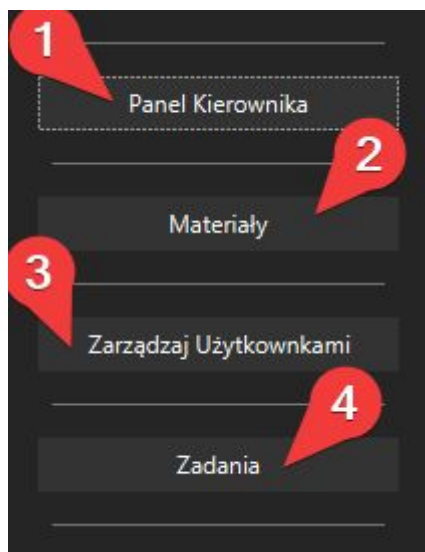 1
Panel Kierownika
2
Materiały
3
Zarządzaj Użytkownkami
4
Zadania